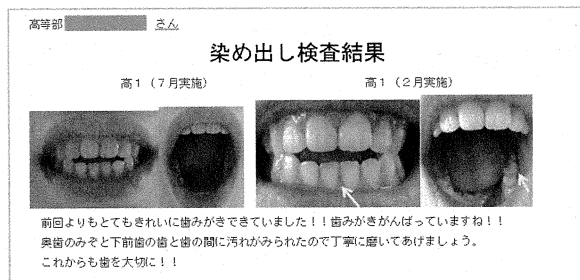 高等部 さん
染め出し検査結果
高1（7月実施） 高1（2月実施）
前回よりもとてもきれいに歯みがきできていました！！歯みがきがんばっていますね！！
奥歯のみぞと下前歯の歯と歯の間に汚れがみられたので丁寧に磨いてあげましょう。
これからも歯を大切に！！